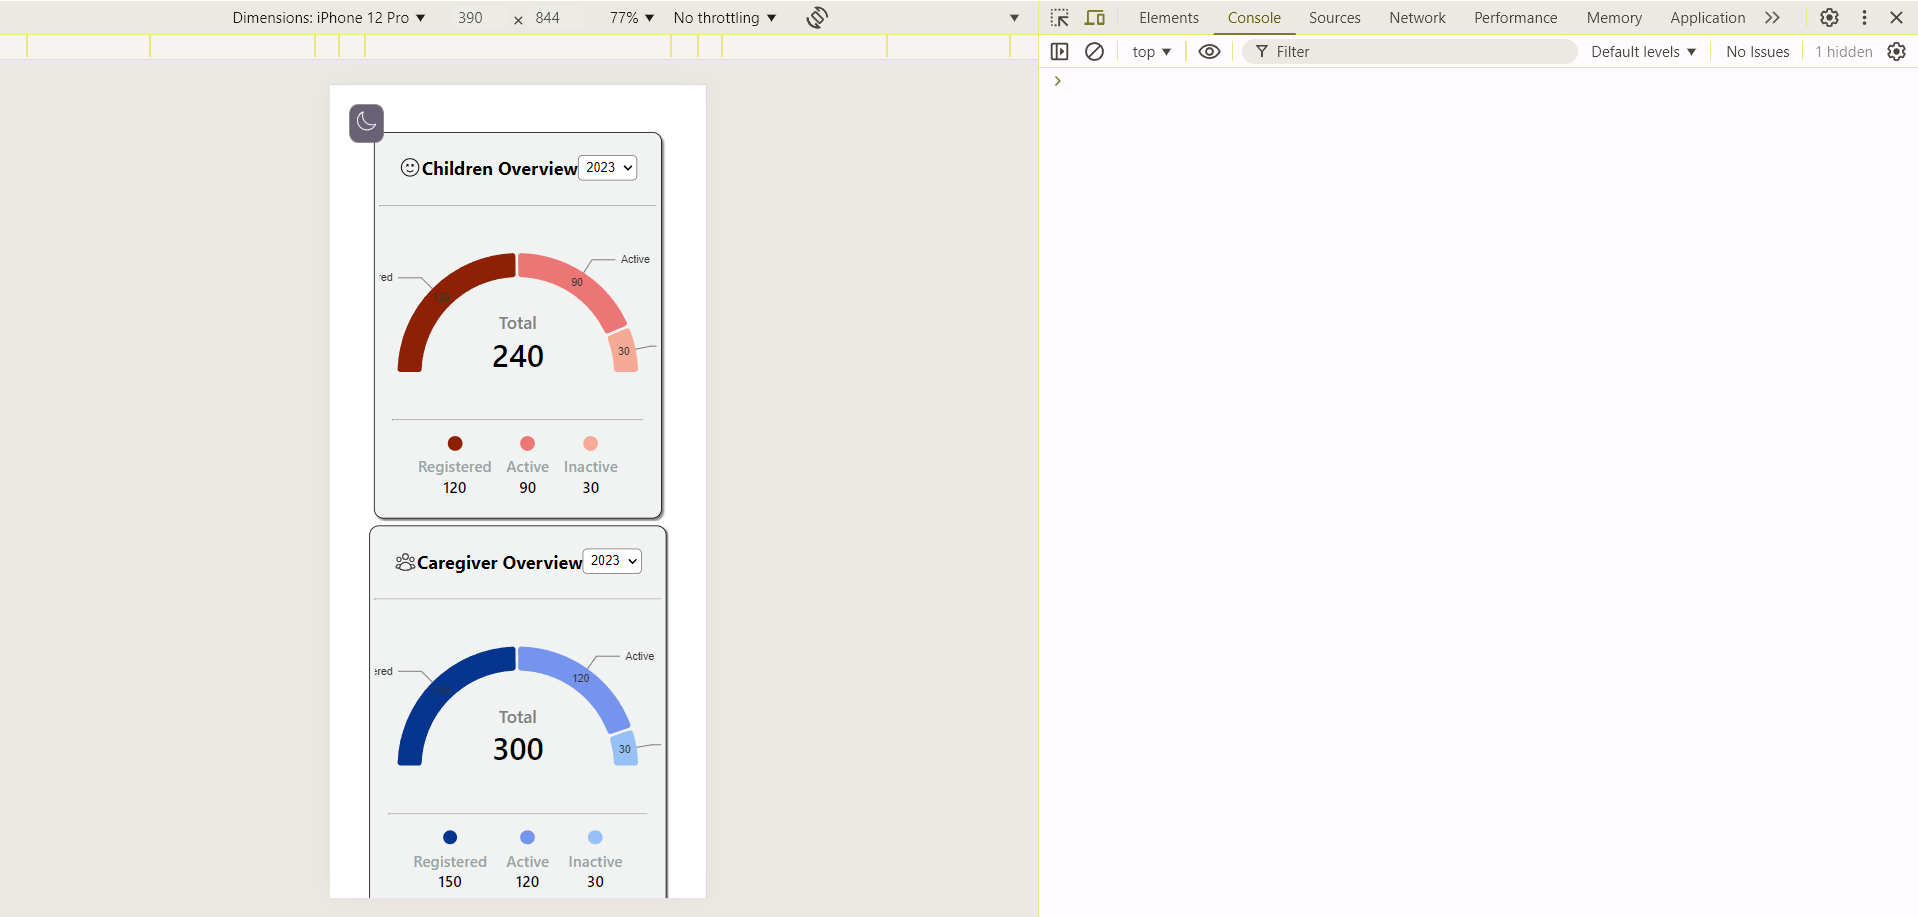 Dimensions: iPhone 12 Pro ▼ 390 × 844 77% ▼ No throttling ▼
Elements Console Sources Network Performance Memory Application
top ▼ Filter Default levels ▼ No Issues 1 hidden
Children Overview 2023
Active
red
120
90
30
Total
240
Registered Active Inactive
120 90 30
Caregiver Overview 2023
Active
ered
120
30
Total
300
Registered Active Inactive
150 120 30